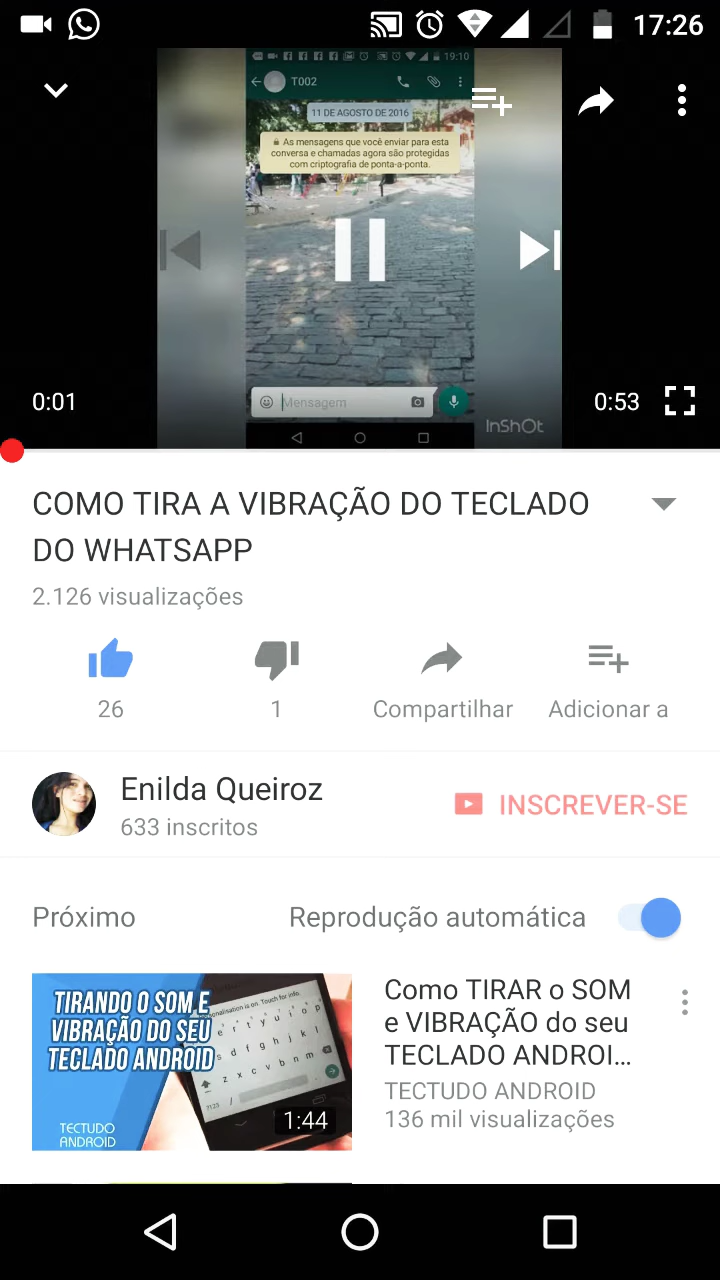 17:26
19:10
T002
11 DE AGOSTO DE 2016
As mensagens que você enviar para esta
conversa e chamadas agora são protegidas
com criptografia de ponta-a-ponta.
Mensagem
0:01
0:53
InShOt
COMO TIRA A VIBRAÇÃO DO TECLADO
DO WHATSAPP
2.126 visualizações
26
1
Compartilhar
Adicionar a
Enilda Queiroz
633 inscritos
INSCREVER-SE
Próximo
Reprodução automática
TIRANDO O SOM E
VIBRAÇÃO DO SEU
TECLADO ANDROID
TECTUDO
ANDROID
1:44
Como TIRAR o SOM
e VIBRAÇÃO do seu
TECLADO ANDROI...
TECTUDO ANDROID
136 mil visualizações